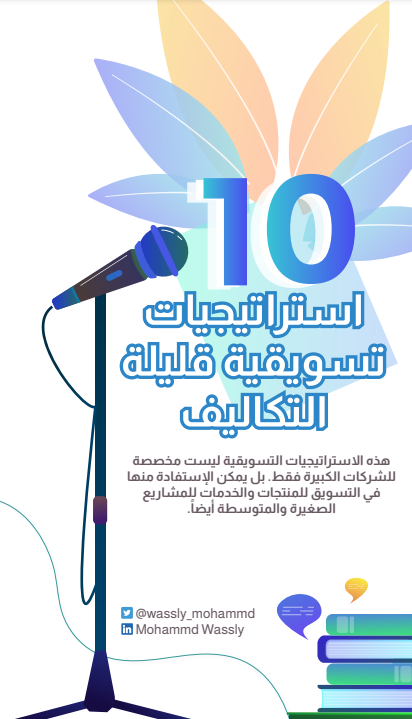 10
استراتيجيات
تسويقية قليلة
التكاليف
هذه الاستراتيجيات التسويقية ليست مخصصة
للشركات الكبيرة فقط. بل يمكن الإستفادة منها
في التسويق للمنتجات والخدمات للمشاريع
الصغيرة والمتوسطة أيضاً.
@wassly_mohammd
in Mohammd Wassly